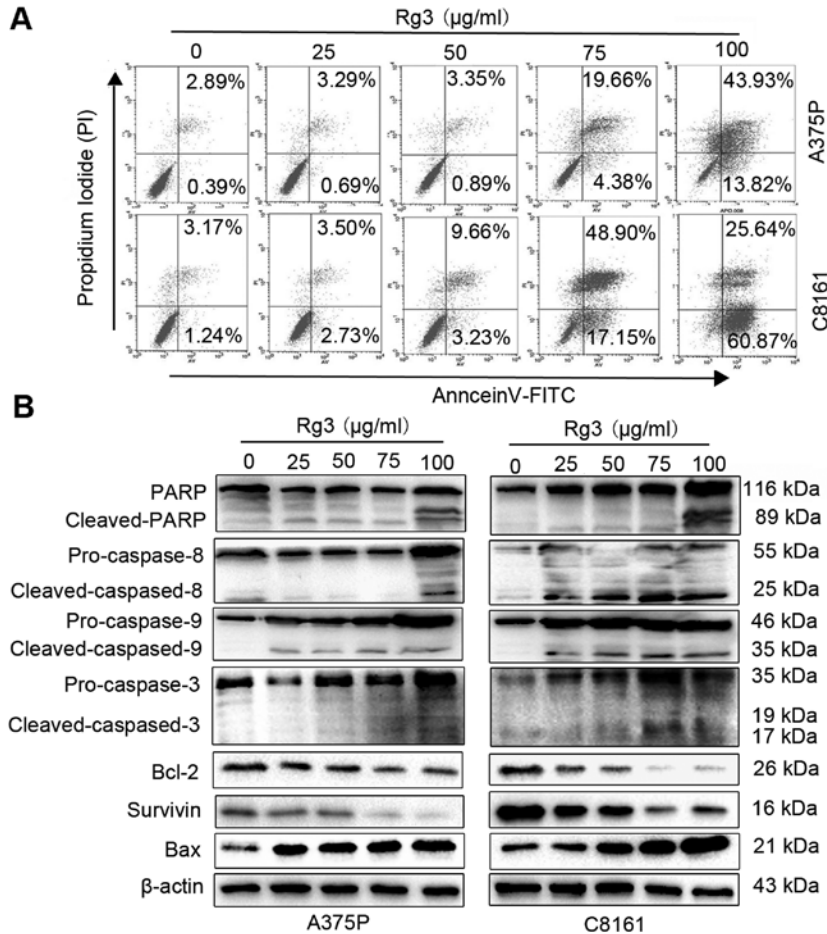 A
Rg3 (μg/ml)
0 25 50 75 100
Propidium Iodide (PI)
2.89% 3.29% 3.35% 19.66% 43.93%
0.39% 0.69% 0.89% 4.38% 13.82%
A375P
3.17% 3.50% 9.66% 48.90% 25.64%
1.24% 2.73% 3.23% 17.15% 60.87%
C8161
AnnceinV-FITC
B
Rg3 (μg/ml) Rg3 (μg/ml)
0 25 50 75 100 0 25 50 75 100
PARP 116 kDa
Cleaved-PARP 89 kDa
Pro-caspase-8 55 kDa
Cleaved-caspased-8 25 kDa
Pro-caspase-9 46 kDa
Cleaved-caspased-9 35 kDa
Pro-caspase-3 35 kDa
Cleaved-caspased-3 19 kDa
17 kDa
Bcl-2 26 kDa
Survivin 16 kDa
Bax 21 kDa
β-actin 43 kDa
A375P C8161